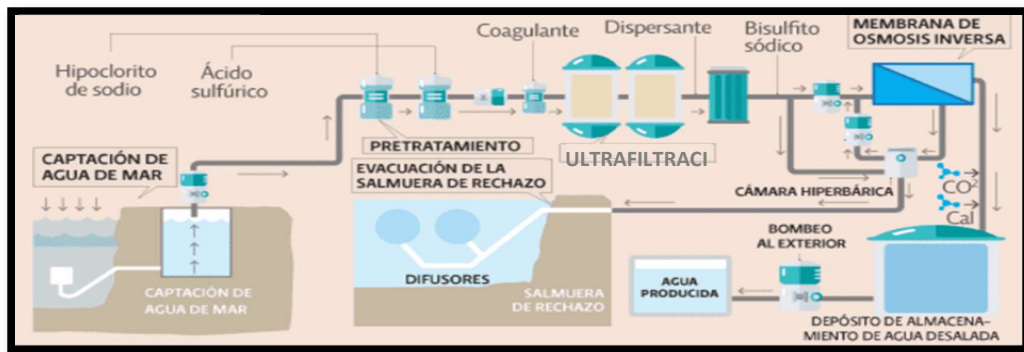 Hipoclorito
de sodio
Ácido
sulfúrico
Coagulante
Dispersante
Bisulfito
sódico
MEMBRANA DE
OSMOSIS INVERSA
CAPTACIÓN DE
AGUA DE MAR
PRETRATAMIENTO
ULTRAFILTRACI
EVACUACIÓN DE LA
SALMUERA DE RECHAZO
CÁMARA HIPERBÁRICA
CO²
Cal
DIFUSORES
SALMUERA
DE RECHAZO
CAPTACIÓN DE
AGUA DE MAR
BOMBEO
AL EXTERIOR
AGUA
PRODUCIDA
DEPÓSITO DE ALMACENA-
MIENTO DE AGUA DESALADA